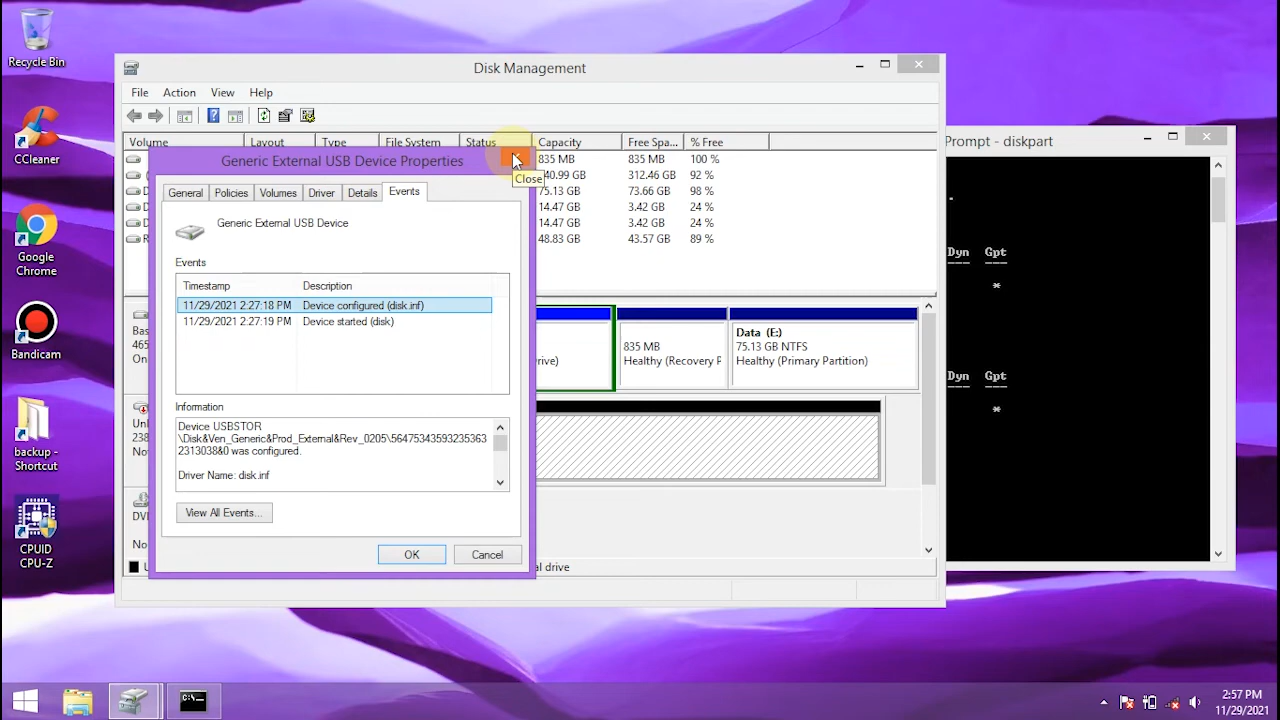 Recycle Bin
CCleaner
Google
Chrome
Bandicam
backup -
Shortcut
CPUID
CPU-Z
Disk Management
File Action View Help
Volume Layout Type File System Status Capacity Free Spa... % Free
835 MB 835 MB 100 %
40.99 GB 312.46 GB 92 %
75.13 GB 73.66 GB 98 %
14.47 GB 3.42 GB 24 %
14.47 GB 3.42 GB 24 %
48.83 GB 43.57 GB 89 %
Generic External USB Device Properties
Close
General Policies Volumes Driver Details Events
Generic External USB Device
Events
Timestamp Description
11/29/2021 2:27:18 PM Device configured (disk.inf)
11/29/2021 2:27:19 PM Device started (disk)
Information
Device USBSTOR
\Disk&Ven_Generic&Prod_External&Rev_0205\56475343593235363
2313038&0 was configured.
Driver Name: disk.inf
View All Events...
OK Cancel
Bas
465
On
rive)
835 MB
Healthy (Recovery P
Data (E:)
75.13 GB NTFS
Healthy (Primary Partition)
Un
238
No
DV
No
al drive
Prompt - diskpart
Dyn Gpt
*
Dyn Gpt
*
2:57 PM
11/29/2021